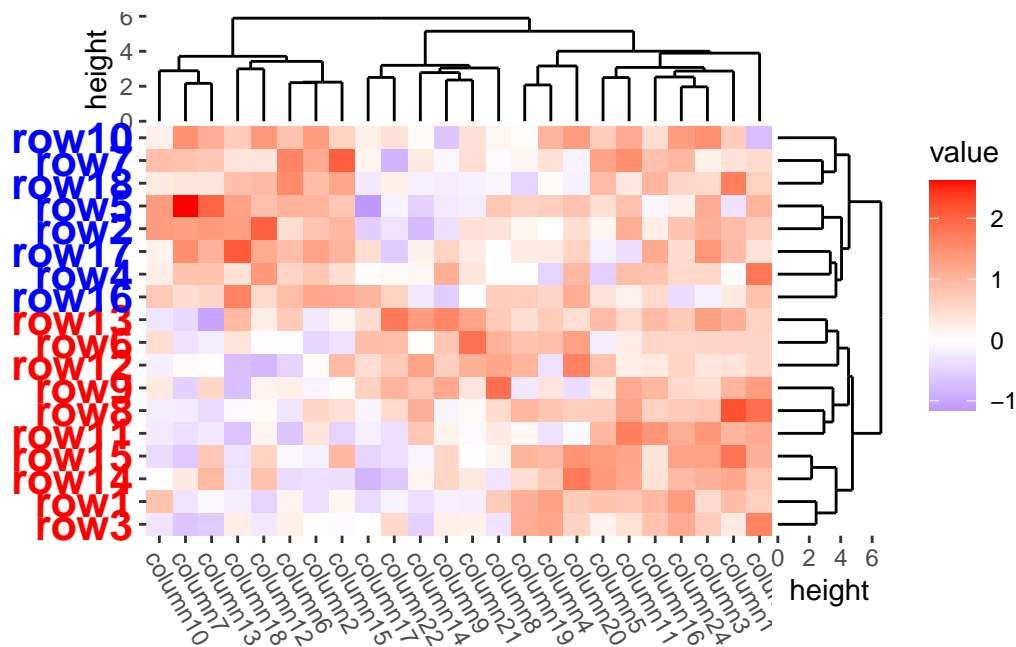 6
4
2
0
height
row10
row7
row18
row5
row2
row17
row4
row16
row13
row6
row12
row9
row8
row11
row15
row14
row1
row3
column10
column7
column13
column18
column12
column6
column2
column15
column17
column22
column14
column9
column21
column8
column19
column4
column20
column5
column11
column16
column24
column3
0 2 4 6
height
value
2
1
0
−1